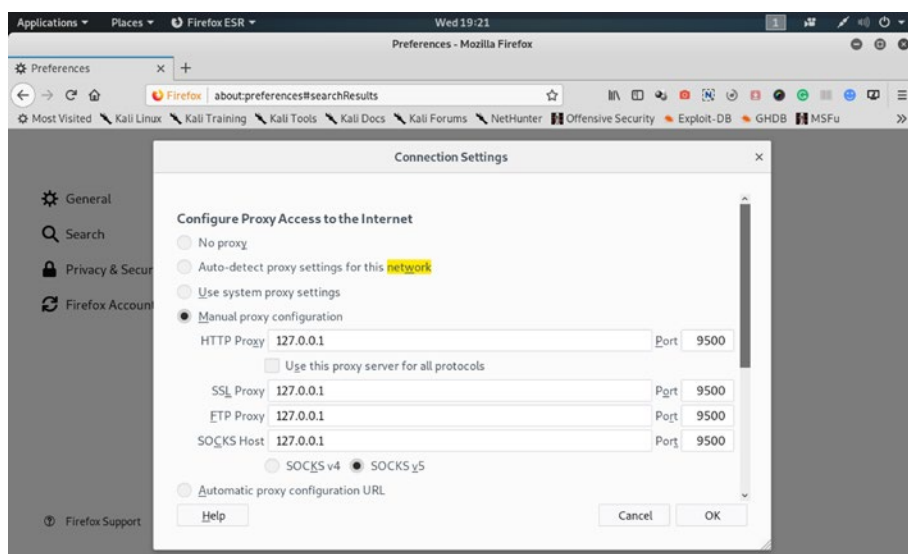 Applications Places Firefox ESR Wed 19:21 1
Preferences - Mozilla Firefox
Preferences
Firefox about:preferences#searchResults
Most Visited Kali Linux Kali Training Kali Tools Kali Docs Kali Forums NetHunter Offensive Security Exploit-DB GHDB MSFu
Connection Settings
General
Search
Privacy & Secur
Firefox Account
Configure Proxy Access to the Internet
No proxy
Auto-detect proxy settings for this network
Use system proxy settings
Manual proxy configuration
HTTP Proxy 127.0.0.1 Port 9500
Use this proxy server for all protocols
SSL Proxy 127.0.0.1 Port 9500
FTP Proxy 127.0.0.1 Port 9500
SOCKS Host 127.0.0.1 Port 9500
SOCKS v4 SOCKS v5
Automatic proxy configuration URL
Firefox Support
Help Cancel OK